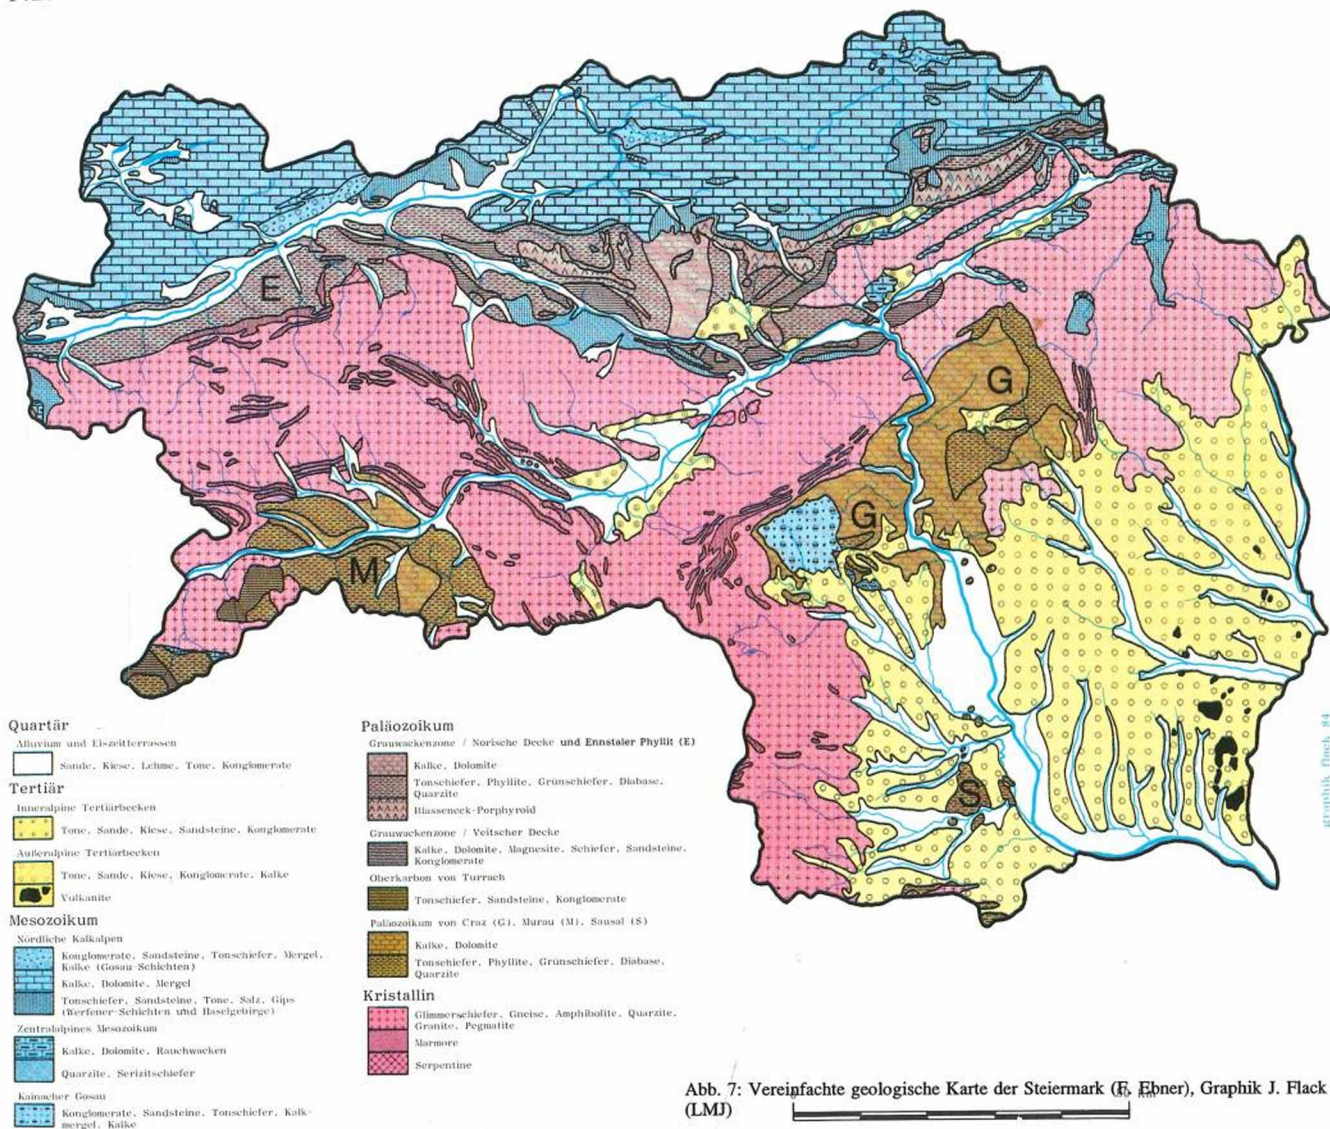 E
G
G
M
S
Quartär
Alluvium und Eiszeitterrassen
Sande, Kiese, Lehme, Tone, Konglomerate
Tertiär
Inneralpine Tertiärbecken
Tone, Sande, Kiese, Sandsteine, Konglomerate
Außeralpine Tertiärbecken
Tone, Sande, Kiese, Konglomerate, Kalke
Vulkanite
Mesozoikum
Nördliche Kalkalpen
Konglomerate, Sandsteine, Tonschiefer, Mergel,
Kalke (Gosau-Schichten)
Kalke, Dolomite, Mergel
Tonschiefer, Sandsteine, Tone, Salz, Gips
(Werfener-Schichten und Haselgebirge)
Zentralalpines Mesozoikum
Kalke, Dolomite, Rauchwacken
Quarzite, Serizitschiefer
Kainacher Gosau
Konglomerate, Sandsteine, Tonschiefer, Kalk-
mergel, Kalke
Paläozoikum
Grauwackenzone / Norische Decke und Ennstaler Phyllit (E)
Kalke, Dolomite
Tonschiefer, Phyllite, Grünschiefer, Diabase,
Quarzite
Blasseneck-Porphyroid
Grauwackenzone / Veitscher Decke
Kalke, Dolomite, Magnesite, Schiefer, Sandsteine,
Konglomerate
Oberkarbon von Turrach
Tonschiefer, Sandsteine, Konglomerate
Paläozoikum von Graz (G), Murau (M), Sausal (S)
Kalke, Dolomite
Tonschiefer, Phyllite, Grünschiefer, Diabase,
Quarzite
Kristallin
Glimmerschiefer, Gneise, Amphibolite, Quarzite,
Granite, Pegmatite
Marmore
Serpentine
graphik flack 84
Abb. 7: Vereinfachte geologische Karte der Steiermark (F. Ebner), Graphik J. Flack
(LMJ)